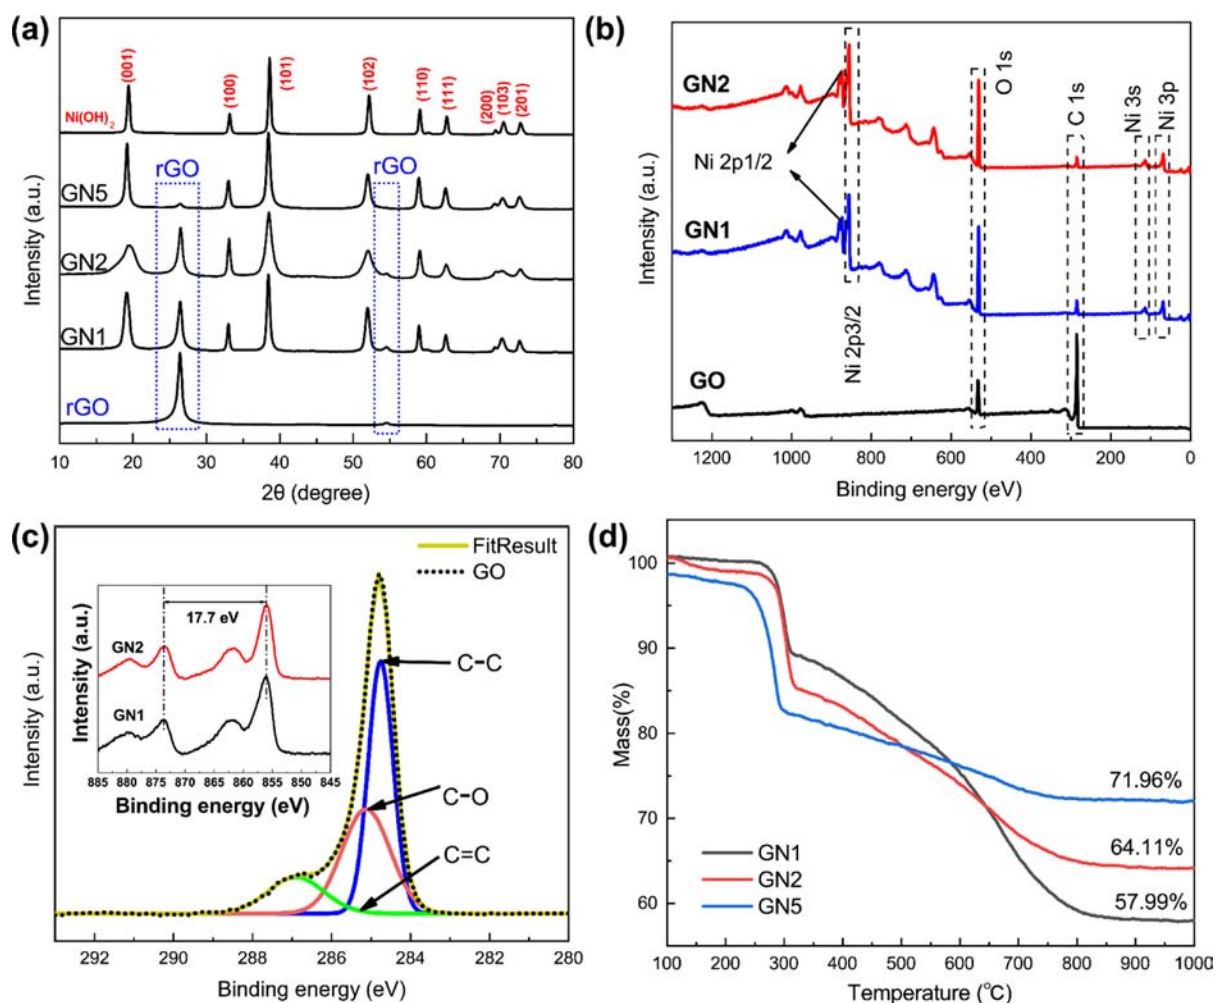 (a)
(001)
(100)
(101)
(102)
(110)
(111)
(200)
(103)
(201)
Ni(OH)2
rGO
rGO
GN5
GN2
GN1
rGO
Intensity (a.u.)
10 20 30 40 50 60 70 80
2θ (degree)
(b)
GN2
Ni 2p1/2
GN1
GO
Ni 2p3/2
O 1s
C 1s
Ni 3s
Ni 3p
Intensity (a.u.)
1200 1000 800 600 400 200 0
Binding energy (eV)
(c)
FitResult
GO
17.7 eV
GN2
GN1
Intensity (a.u.)
885 880 875 870 865 860 855 850 845
Binding energy (eV)
C-C
C-O
C=C
Intensity (a.u.)
292 290 288 286 284 282 280
Binding energy (eV)
(d)
100
90
80
70
60
Mass(%)
71.96%
64.11%
57.99%
GN1
GN2
GN5
100 200 300 400 500 600 700 800 900 1000
Temperature (°C)